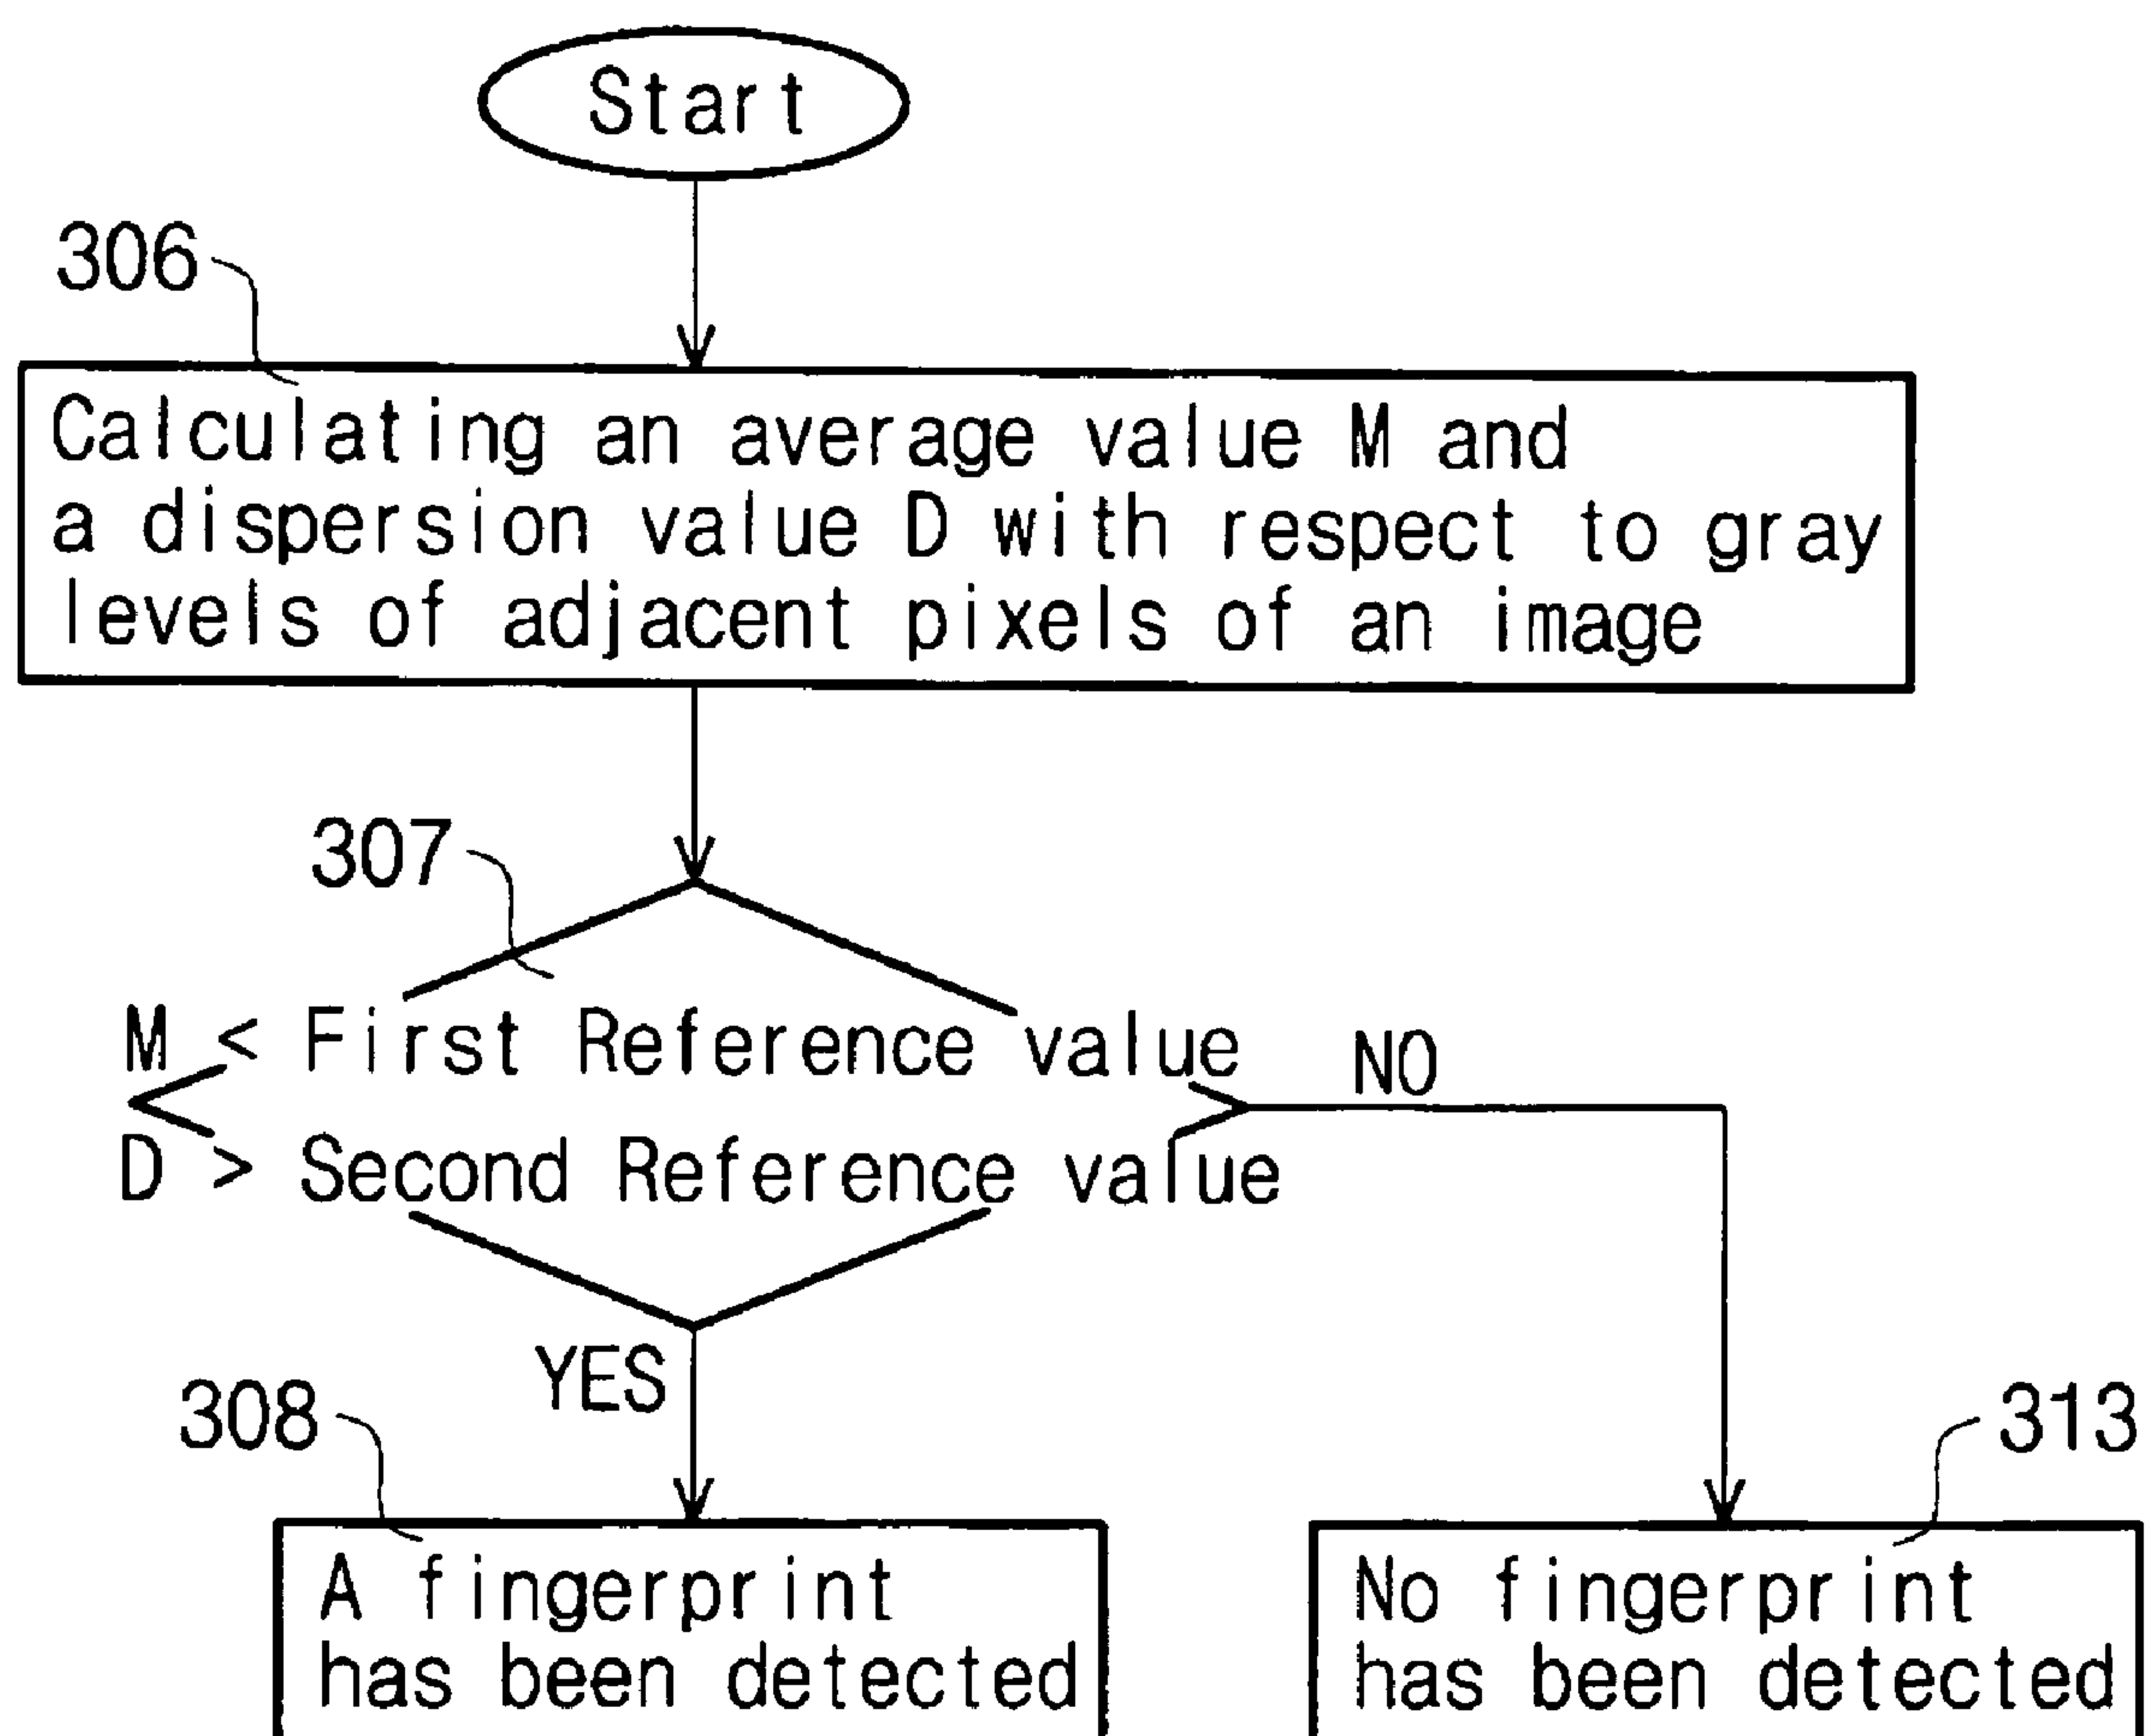 Start
306
Calculating an average value M and
a dispersion value D with respect to gray
levels of adjacent pixels of an image
307
M < First Reference value
D > Second Reference value
NO
YES
308
313
A fingerprint
has been detected
No fingerprint
has been detected